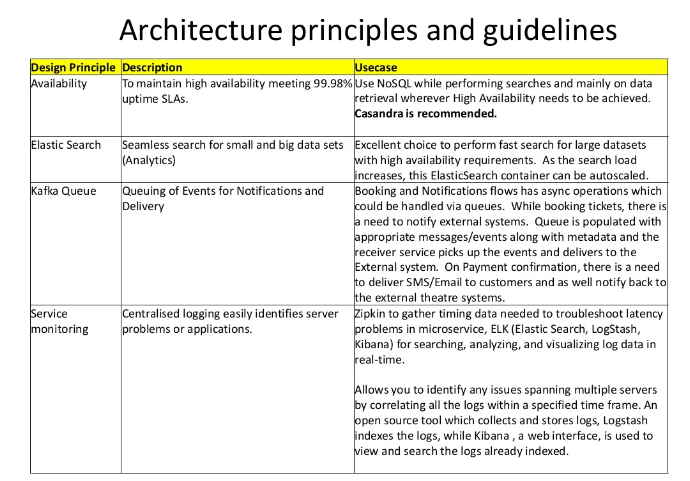 Architecture principles and guidelines
Design Principle Description Usecase
Availability
To maintain high availability meeting 99.98%
uptime SLAs.
Use NoSQL while performing searches and mainly on data
retrieval wherever High Availability needs to be achieved.
Casandra is recommended.
Elastic Search
Seamless search for small and big data sets
(Analytics)
Excellent choice to perform fast search for large datasets
with high availability requirements.  As the search load
increases, this ElasticSearch container can be autoscaled.
Kafka Queue
Queuing of Events for Notifications and
Delivery
Booking and Notifications flows has async operations which
could be handled via queues.  While booking tickets, there is
a need to notify external systems.  Queue is populated with
appropriate messages/events along with metadata and the
receiver service picks up the events and delivers to the
External system.  On Payment confirmation, there is a need
to deliver SMS/Email to customers and as well notify back to
the external theatre systems.
Service
monitoring
Centralised logging easily identifies server
problems or applications.
Zipkin to gather timing data needed to troubleshoot latency
problems in microservice, ELK (Elastic Search, LogStash,
Kibana) for searching, analyzing, and visualizing log data in
real-time.
Allows you to identify any issues spanning multiple servers
by correlating all the logs within a specified time frame. An
open source tool which collects and stores logs, Logstash
indexes the logs, while Kibana , a web interface, is used to
view and search the logs already indexed.